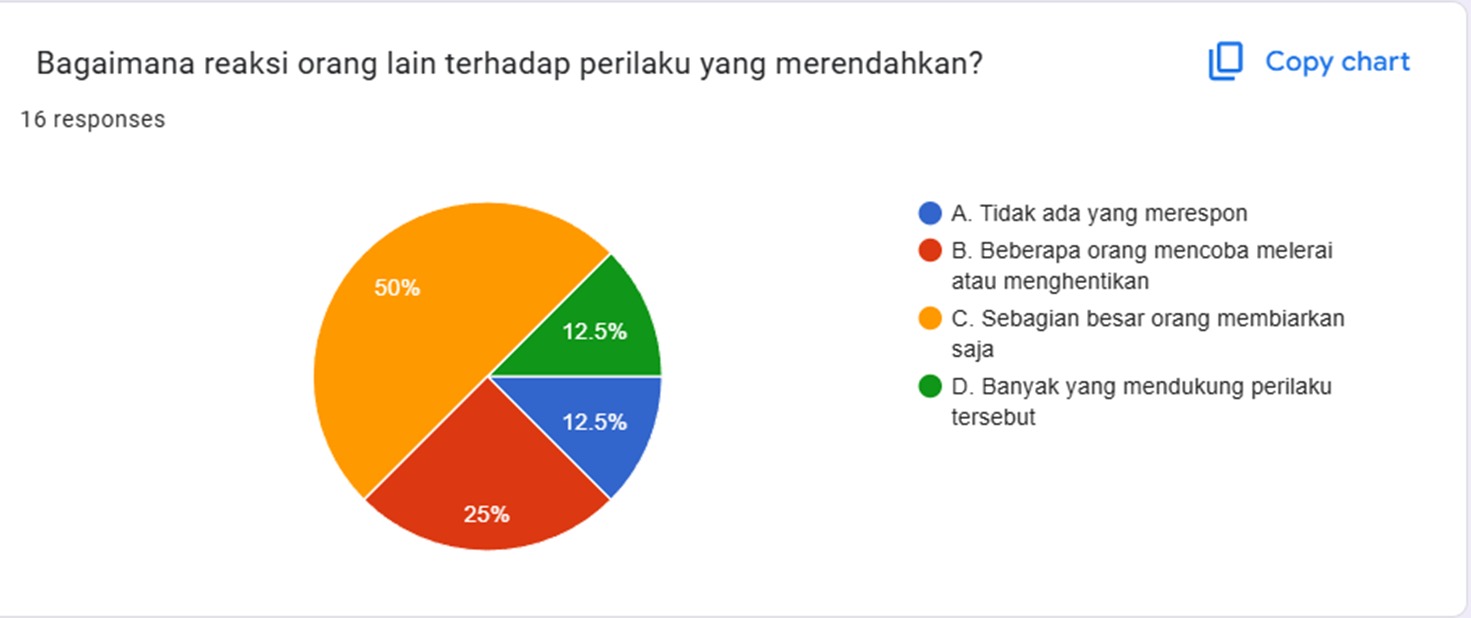 Bagaimana reaksi orang lain terhadap perilaku yang merendahkan?
Copy chart
16 responses
50%
12.5%
12.5%
25%
A. Tidak ada yang merespon
B. Beberapa orang mencoba melerai
atau menghentikan
C. Sebagian besar orang membiarkan
saja
D. Banyak yang mendukung perilaku
tersebut